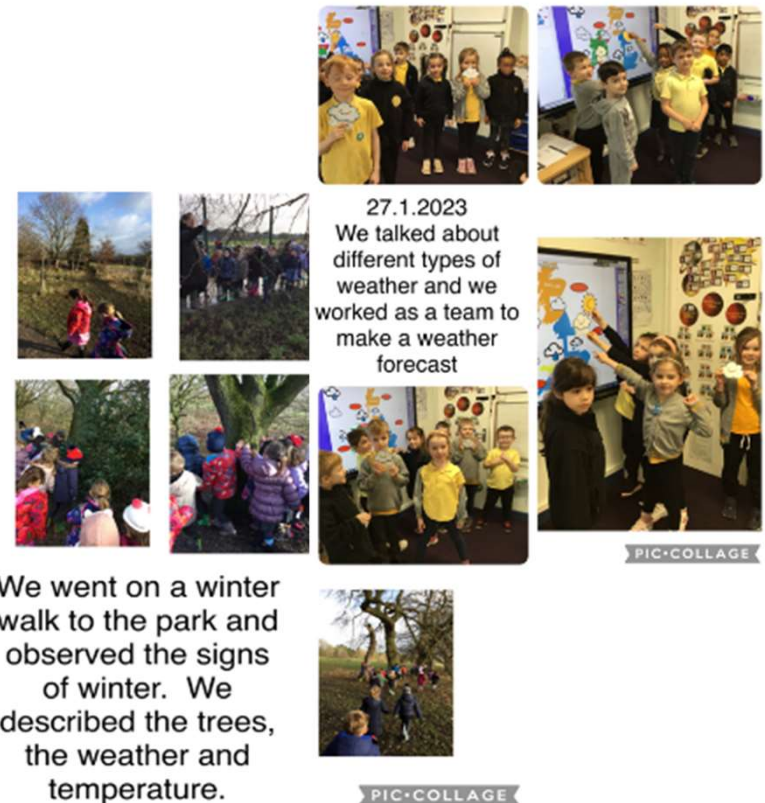 27.1.2023
We talked about
different types of
weather and we
worked as a team to
make a weather
forecast
PIC•COLLAGE
We went on a winter
walk to the park and
observed the signs
of winter. We
described the trees,
the weather and
temperature.
PIC•COLLAGE